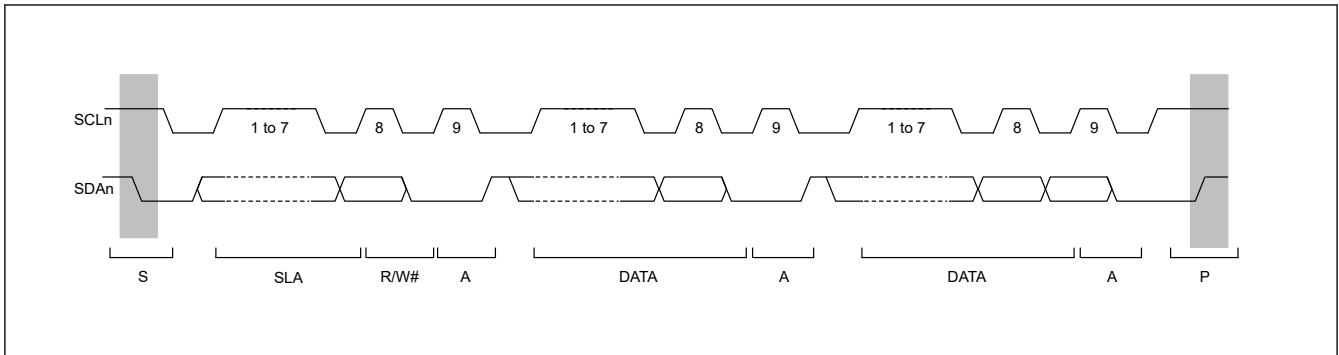 SCLn
1 to 7 8 9 1 to 7 8 9 1 to 7 8 9
SDAn
S SLA R/W# A DATA A DATA A P